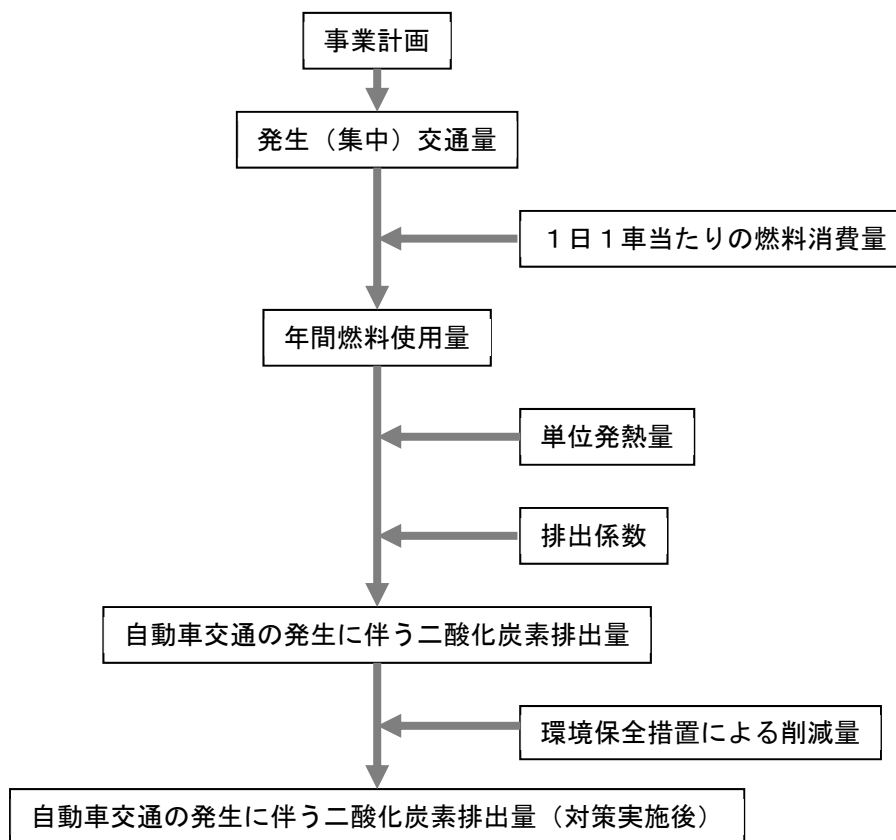 事業計画
発生（集中）交通量
１日１車当たりの燃料消費量
年間燃料使用量
単位発熱量
排出係数
自動車交通の発生に伴う二酸化炭素排出量
環境保全措置による削減量
自動車交通の発生に伴う二酸化炭素排出量（対策実施後）